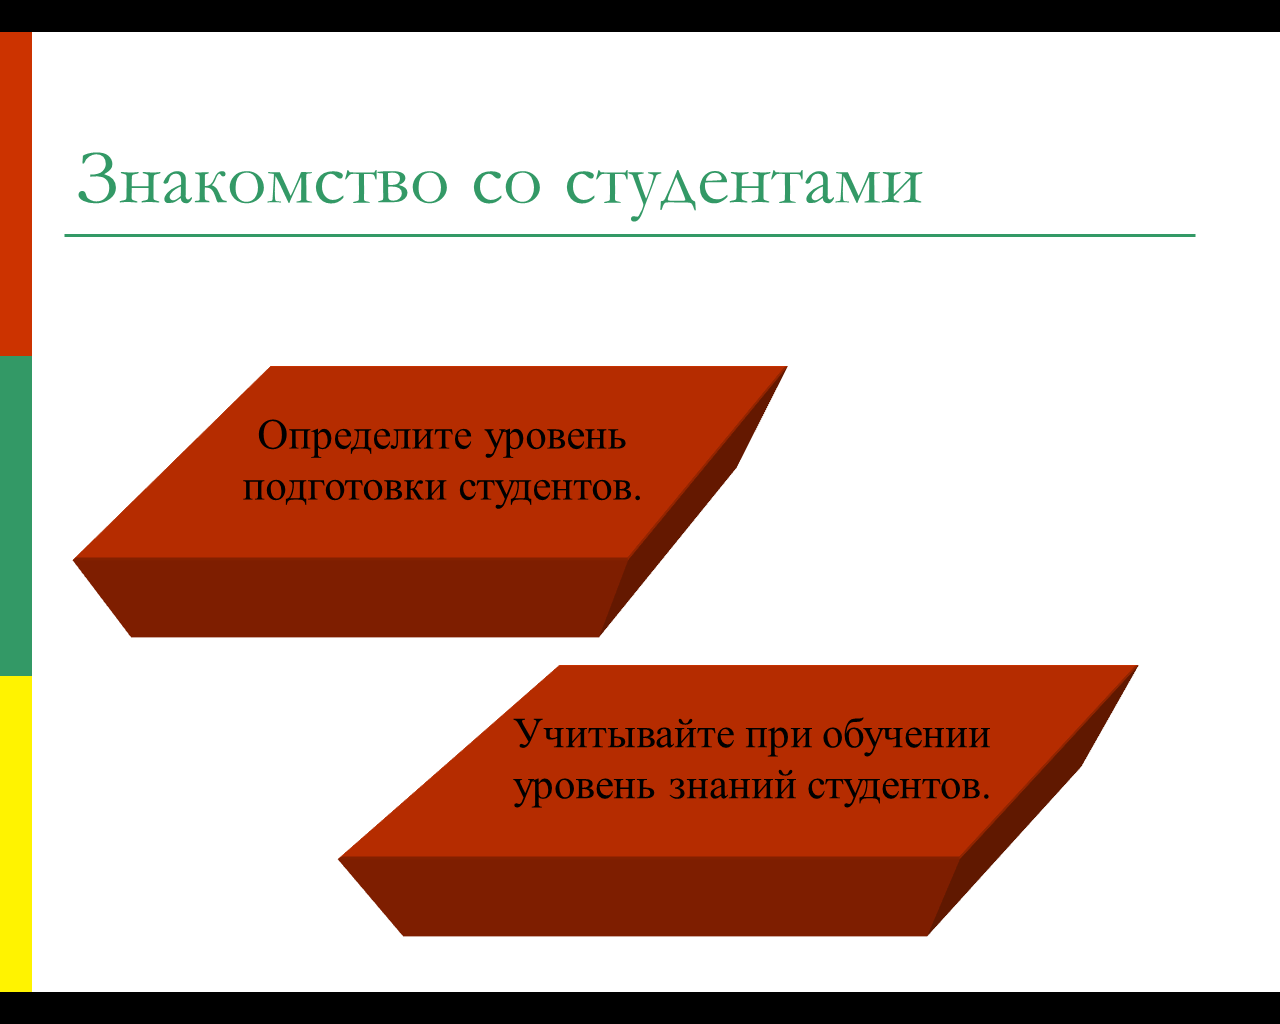 Знакомство со студентами
Определите уровень
подготовки студентов.
Учитывайте при обучении
уровень знаний студентов.